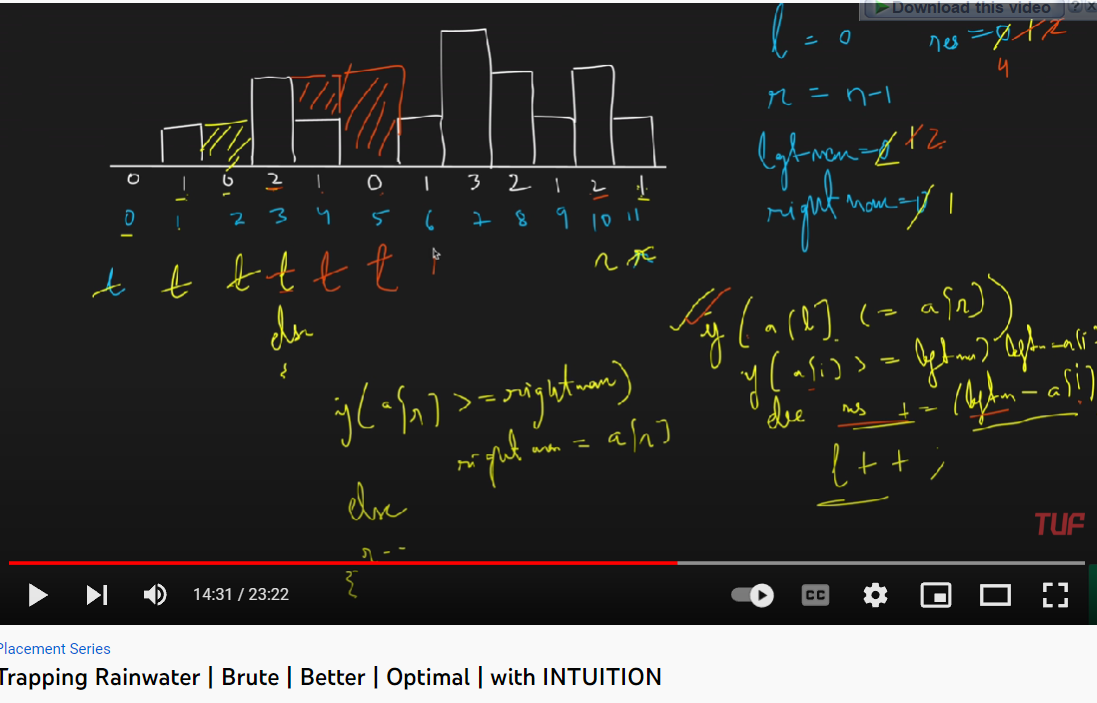 Download this video
l = 0 res = 0 1 2
4
r = n-1
leftmax = 0 1 2
rightmax = 0 1
0 1 0 2 1 0 1 3 2 1 2 1
0 1 2 3 4 5 6 7 8 9 10 11
l l l l l l l r r
if (a[l] <= a[r])
else
{
if (a[i] >= leftmax) leftm = a[i]
else res += (leftm - a[i])
l++;
if (a[r] >= rightmax)
rightmax = a[r]
else
r--
}
TUF
14:31 / 23:22
CC
Placement Series
Trapping Rainwater | Brute | Better | Optimal | with INTUITION